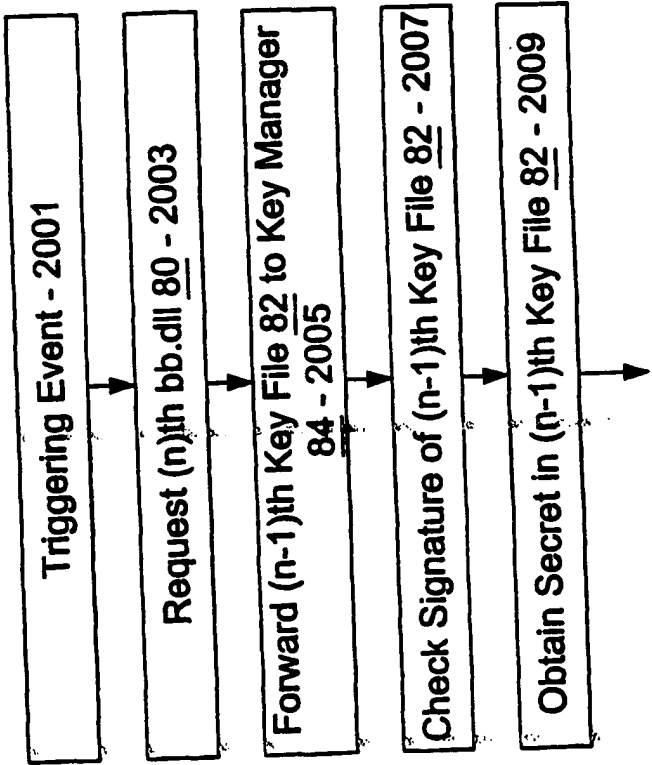 Triggering Event - 2001
Request (n)th bb.dll 80 - 2003
Forward (n-1)th Key File 82 to Key Manager
84 - 2005
Check Signature of (n-1)th Key File 82 - 2007
Obtain Secret in (n-1)th Key File 82 - 2009